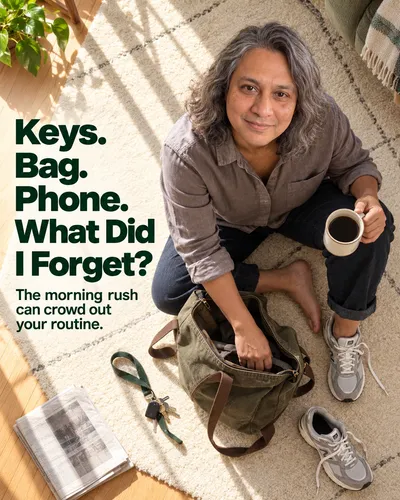 Keys.
Bag.
Phone.
What Did
I Forget?
The morning rush
can crowd out
your routine.